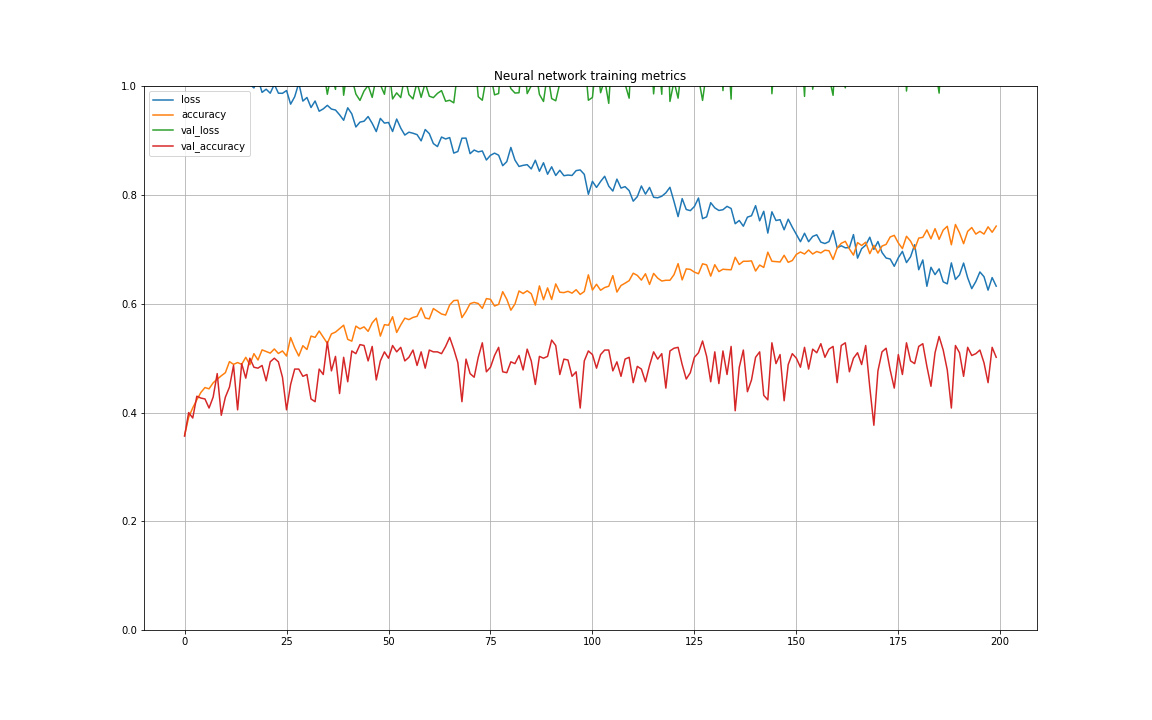 Neural network training metrics
1.0
loss
accuracy
val_loss
val_accuracy
0.8
0.6
0.4
0.2
0.0
0 25 50 75 100 125 150 175 200